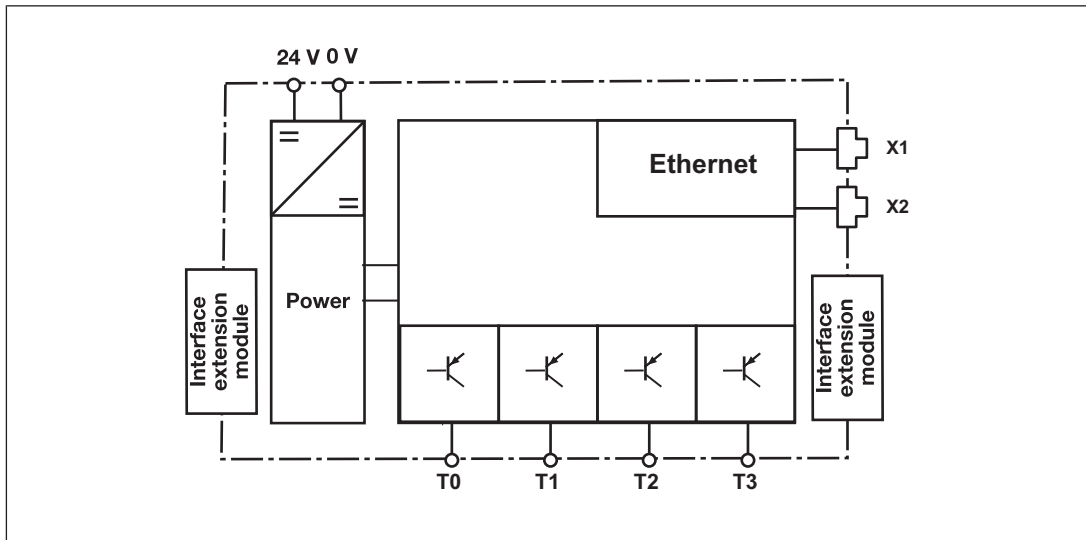 24 V 0 V
Ethernet
X1
X2
Power
Interface
extension
module
Interface
extension
module
T0 T1 T2 T3